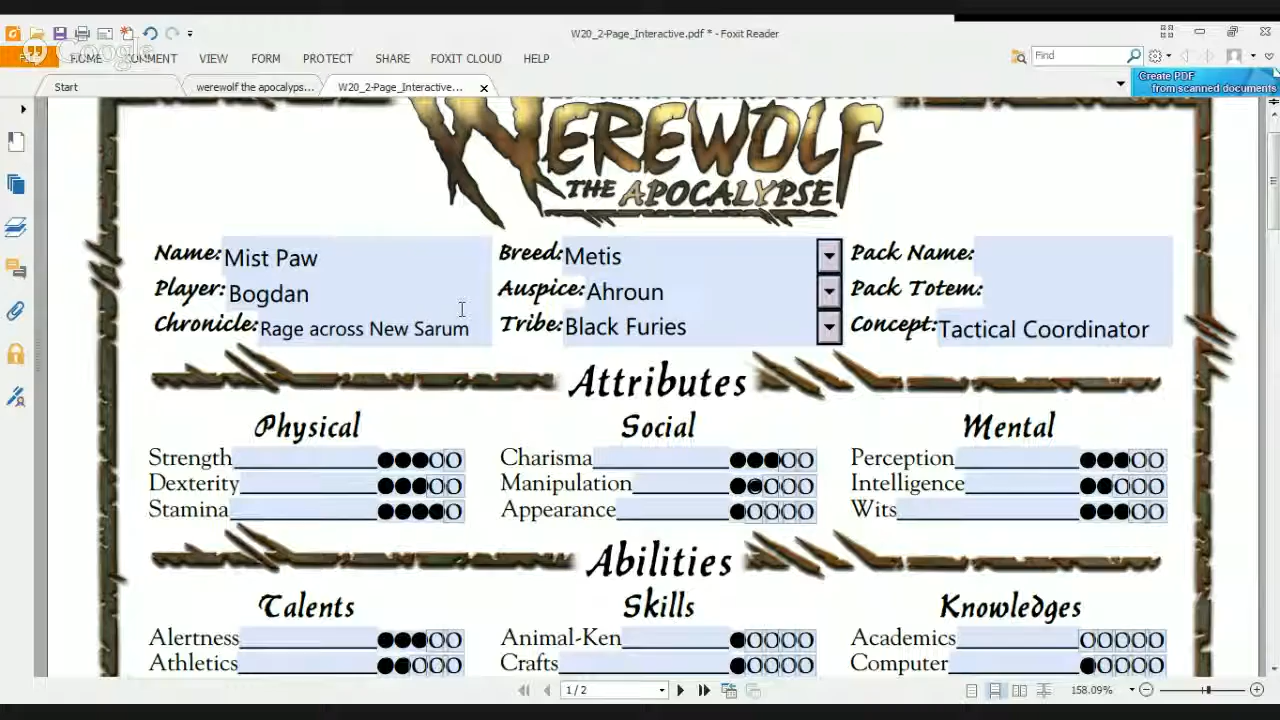 W20_2-Page_Interactive.pdf * - Foxit Reader
Google
HOME COMMENT VIEW FORM PROTECT SHARE FOXIT CLOUD HELP
Find
Start werewolf the apocalyps... W20_2-Page_Interactive...
Create PDF
from scanned documents
WEREWOLF
THE APOCALYPSE
Name: Mist Paw Breed: Metis Pack Name:
Player: Bogdan Auspice: Ahroun Pack Totem:
Chronicle: Rage across New Sarum Tribe: Black Furies Concept: Tactical Coordinator
Attributes
Physical Social Mental
Strength Charisma Perception
Dexterity Manipulation Intelligence
Stamina Appearance Wits
Abilities
Talents Skills Knowledges
Alertness Animal-Ken Academics
Athletics Crafts Computer
1 / 2 158.09%